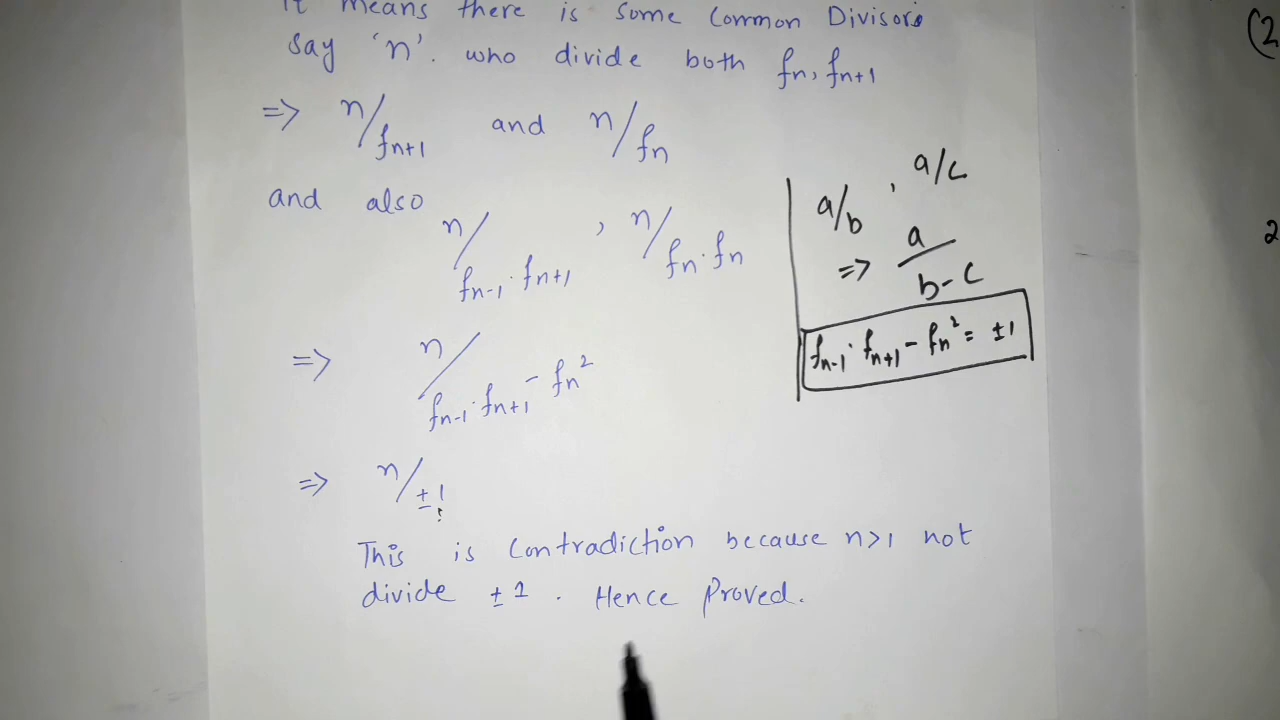 It means there is some Common Divisors
say 'n'. who divide both fn, fn+1
=> n/fn+1 and n/fn
and also
n/fn-1·fn+1 , n/fn·fn
=> n/fn-1·fn+1 - fn²
=> n/±1
This is Contradiction because n>1 not
divide ±1. Hence Proved.
a/b , a/c
=> a/b-c
fn-1·fn+1 - fn² = ±1
(2
2